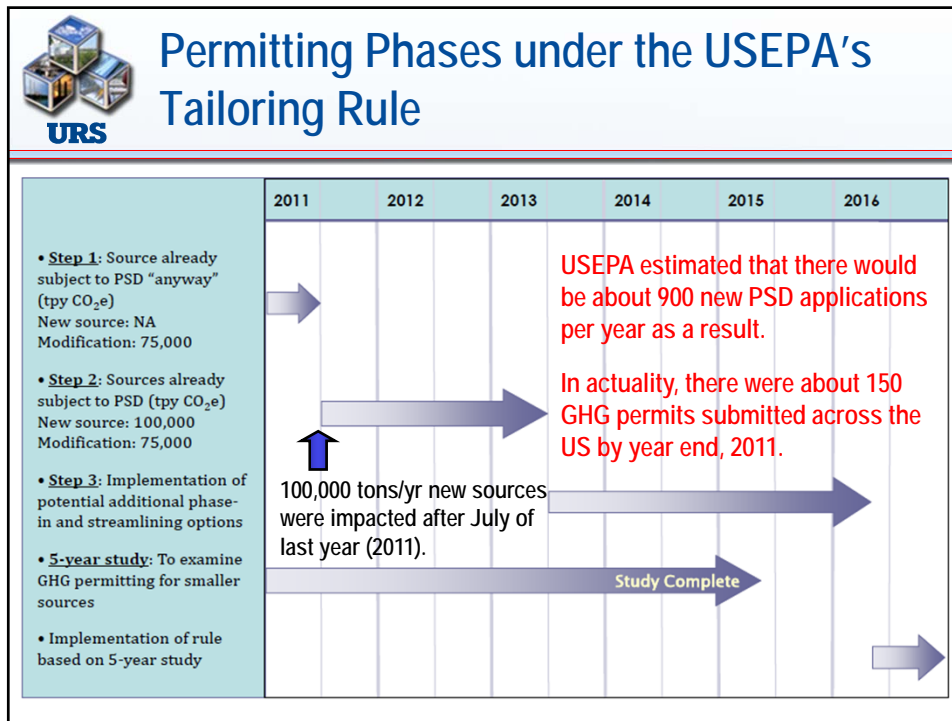 Permitting Phases under the USEPA's
Tailoring Rule
URS
2011 2012 2013 2014 2015 2016
• Step 1: Source already
subject to PSD "anyway"
(tpy CO₂e)
New source: NA
Modification: 75,000
• Step 2: Sources already
subject to PSD (tpy CO₂e)
New source: 100,000
Modification: 75,000
• Step 3: Implementation of
potential additional phase-
in and streamlining options
• 5-year study: To examine
GHG permitting for smaller
sources
• Implementation of rule
based on 5-year study
USEPA estimated that there would
be about 900 new PSD applications
per year as a result.
In actuality, there were about 150
GHG permits submitted across the
US by year end, 2011.
100,000 tons/yr new sources
were impacted after July of
last year (2011).
Study Complete